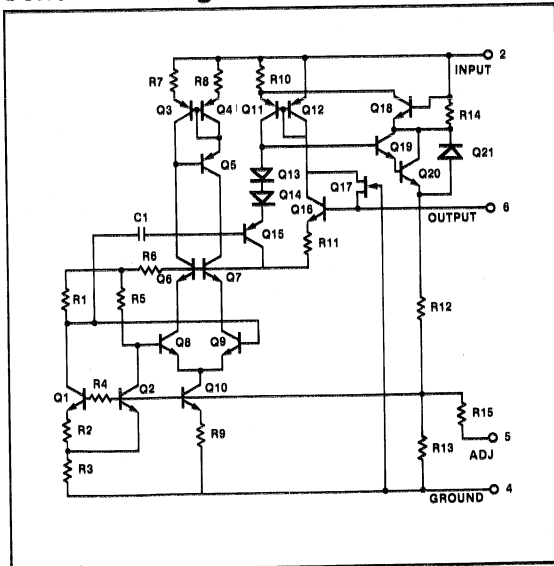 R7
R8
R10
2
INPUT
Q3
Q4
Q11
Q12
Q18
R14
Q5
Q19
Q13
Q20
Q21
Q14
Q17
Q16
6
OUTPUT
C1
Q15
R11
R6
Q6
Q7
R1
R5
R12
Q8
Q9
R4
Q1
Q2
Q10
R15
R2
R9
R13
5
ADJ
R3
GROUND
4